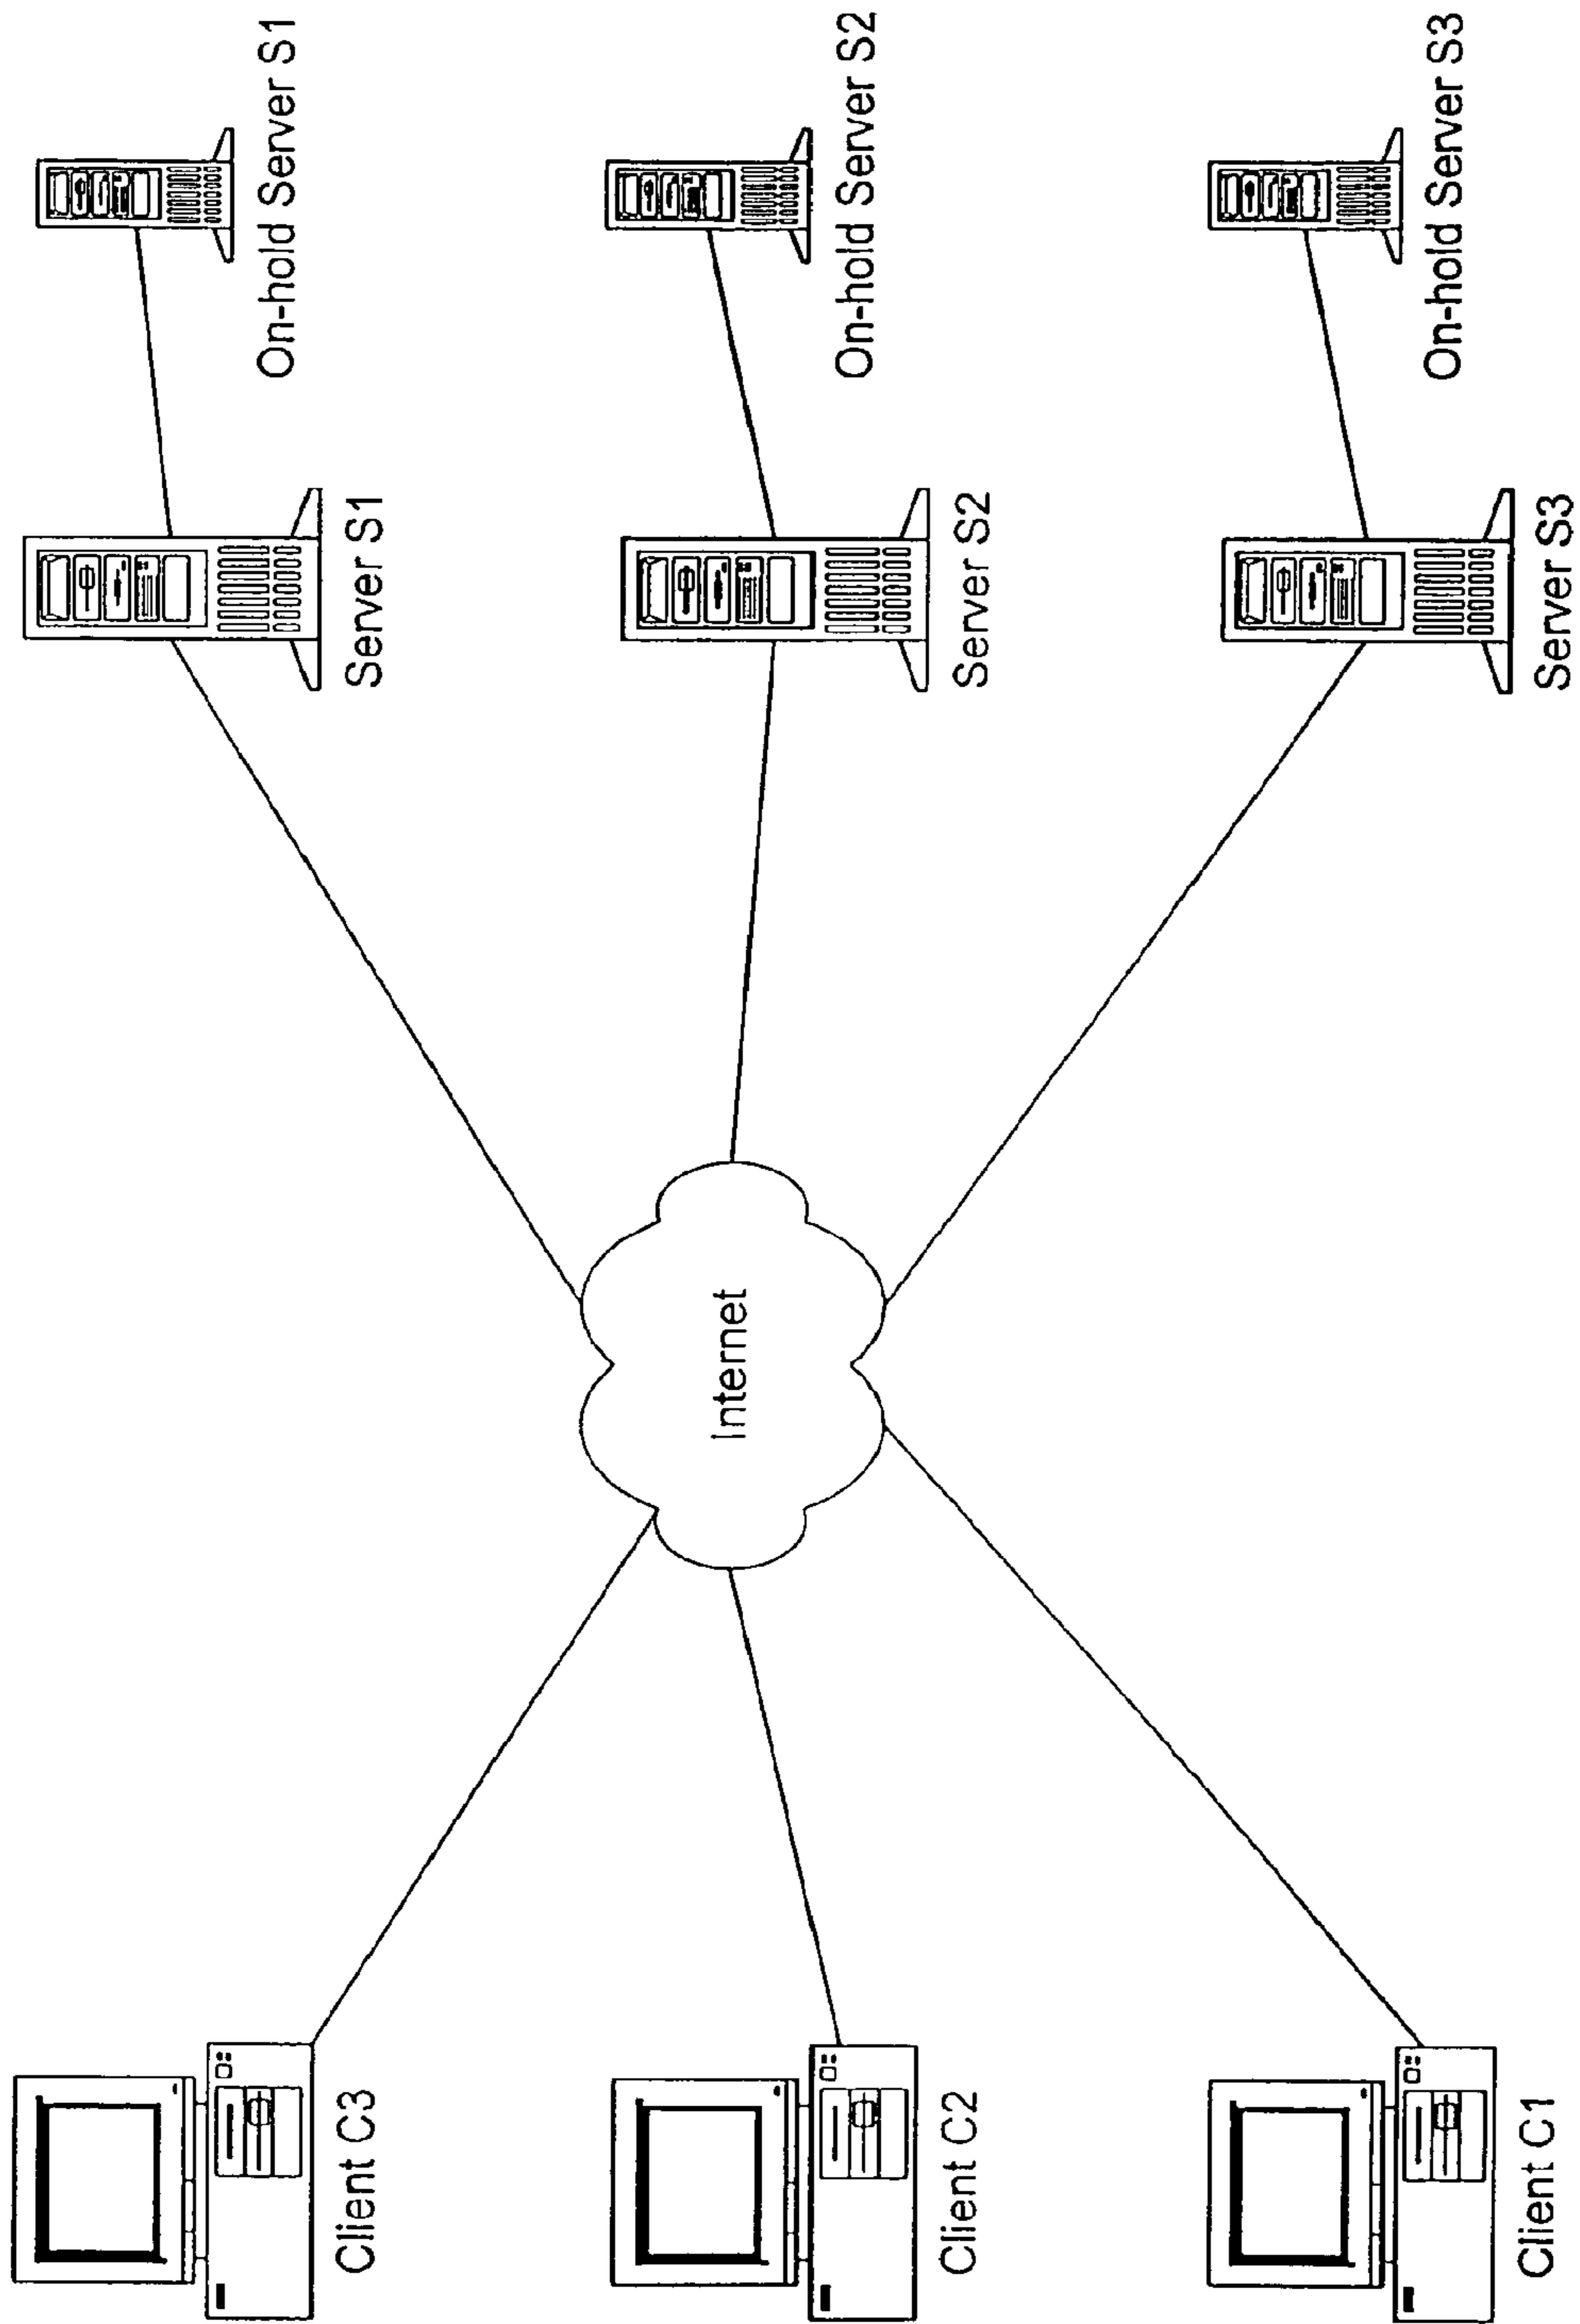 Client C3
Server S1
On-hold Server S1
Internet
Client C2
Server S2
On-hold Server S2
Client C1
Server S3
On-hold Server S3